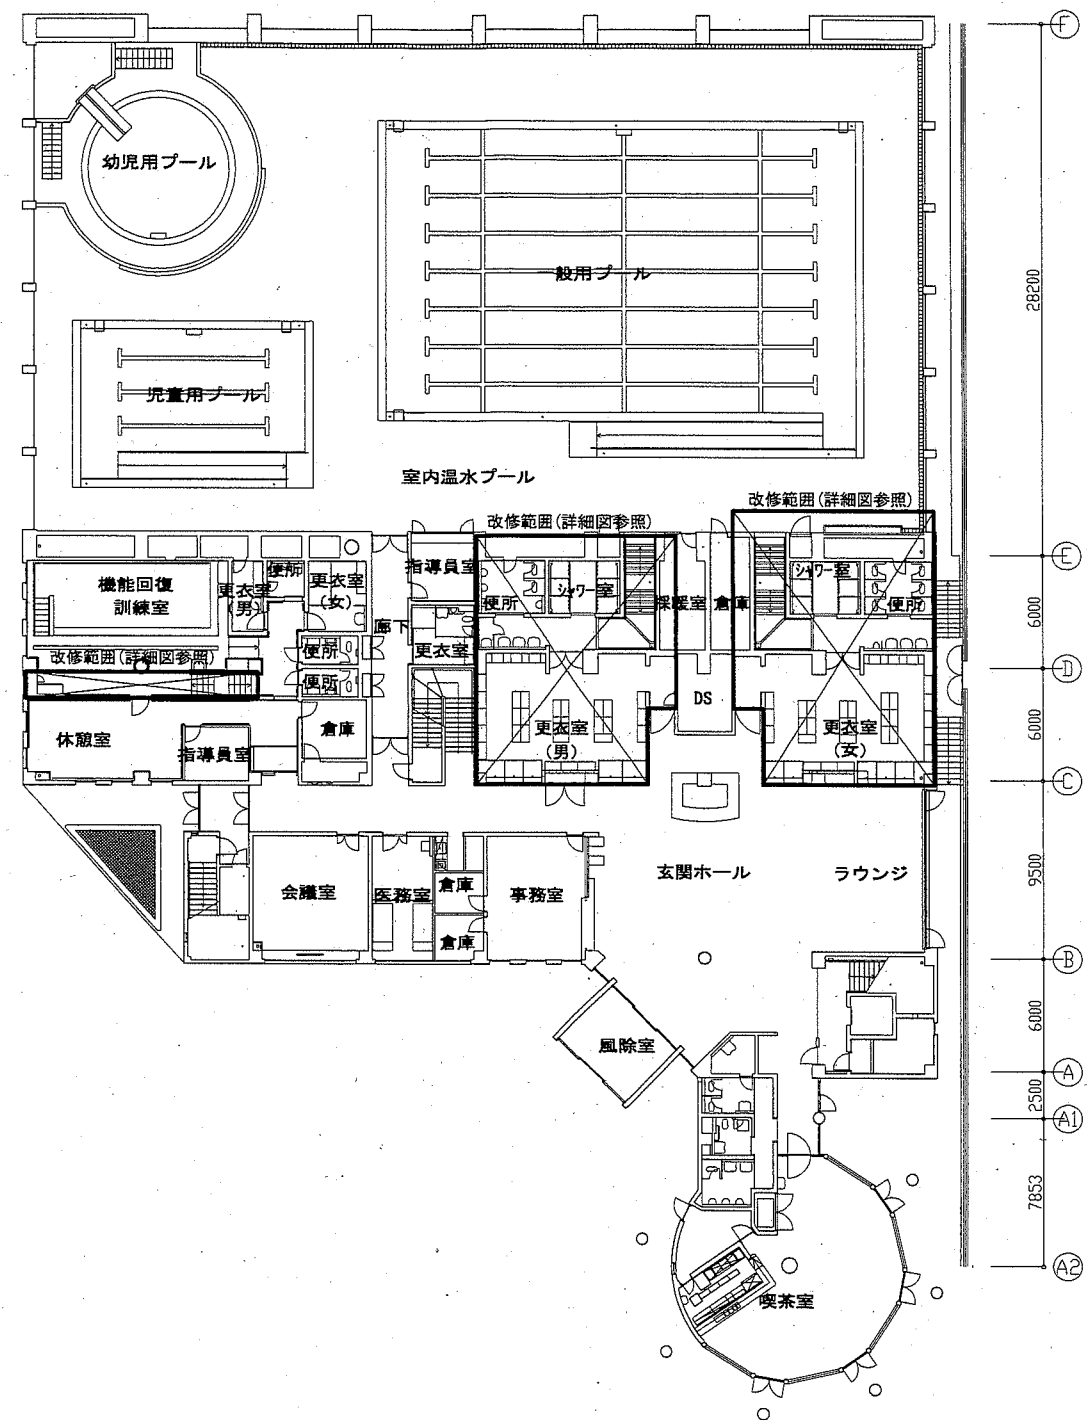 F
幼児用プール
一般用プール
28200
児童用プール
室内温水プール
改修範囲(詳細図参照)
改修範囲(詳細図参照)
E
機能回復
訓練室
更衣室
(男)
便所
更衣室
(女)
指導員室
便所
シャワー室
採暖室
倉庫
シャワー室
便所
6000
廊下
便所
更衣室
改修範囲(詳細図参照)
D
便所
休憩室
指導員室
倉庫
更衣室
(男)
DS
更衣室
(女)
6000
C
会議室
医務室
倉庫
倉庫
事務室
玄関ホール
ラウンジ
9500
B
風除室
6000
A
2500
A1
7853
A2
喫茶室